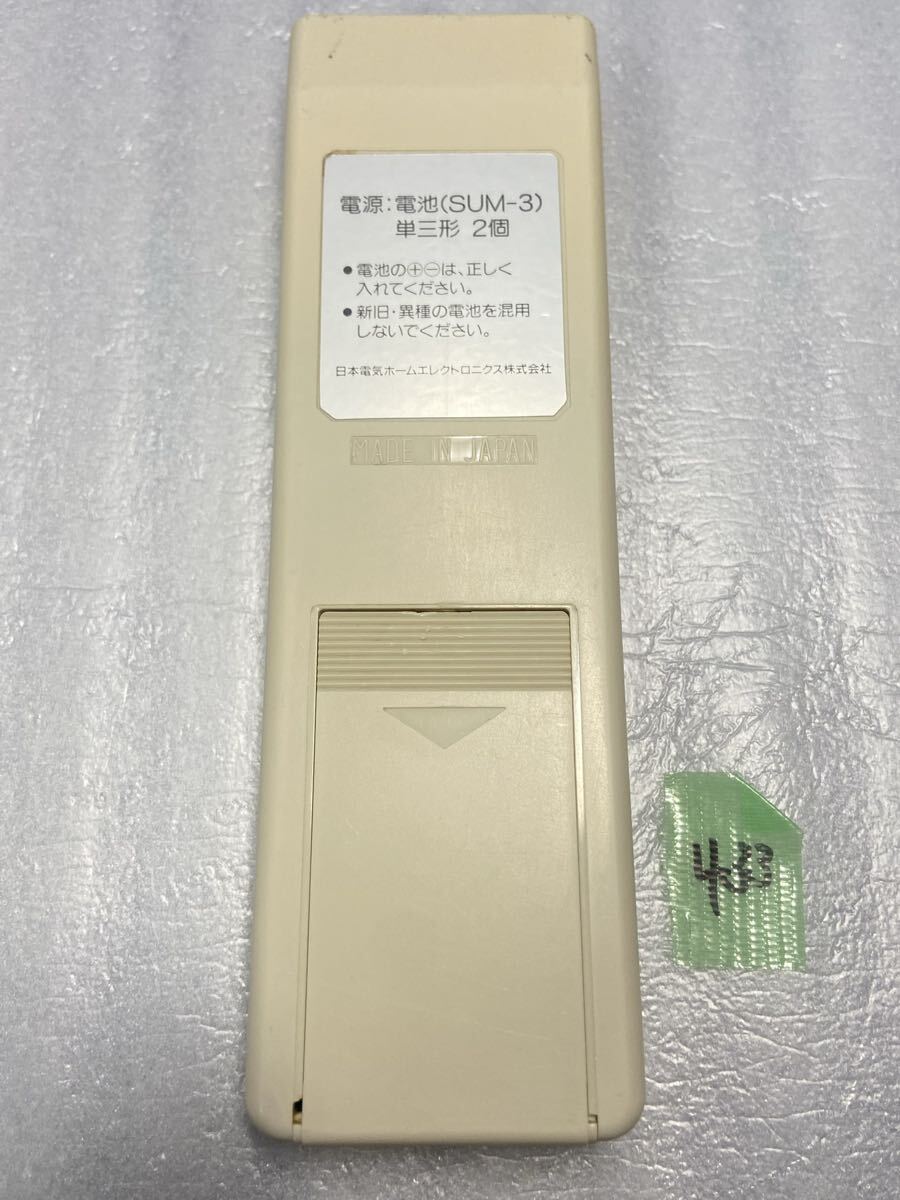 電源:電池(SUM-3)
単三形 2個
●電池の⊕⊖は、正しく
入れてください。
●新旧・異種の電池を混用
しないでください。
日本電気ホームエレクトロニクス株式会社
MADE IN JAPAN